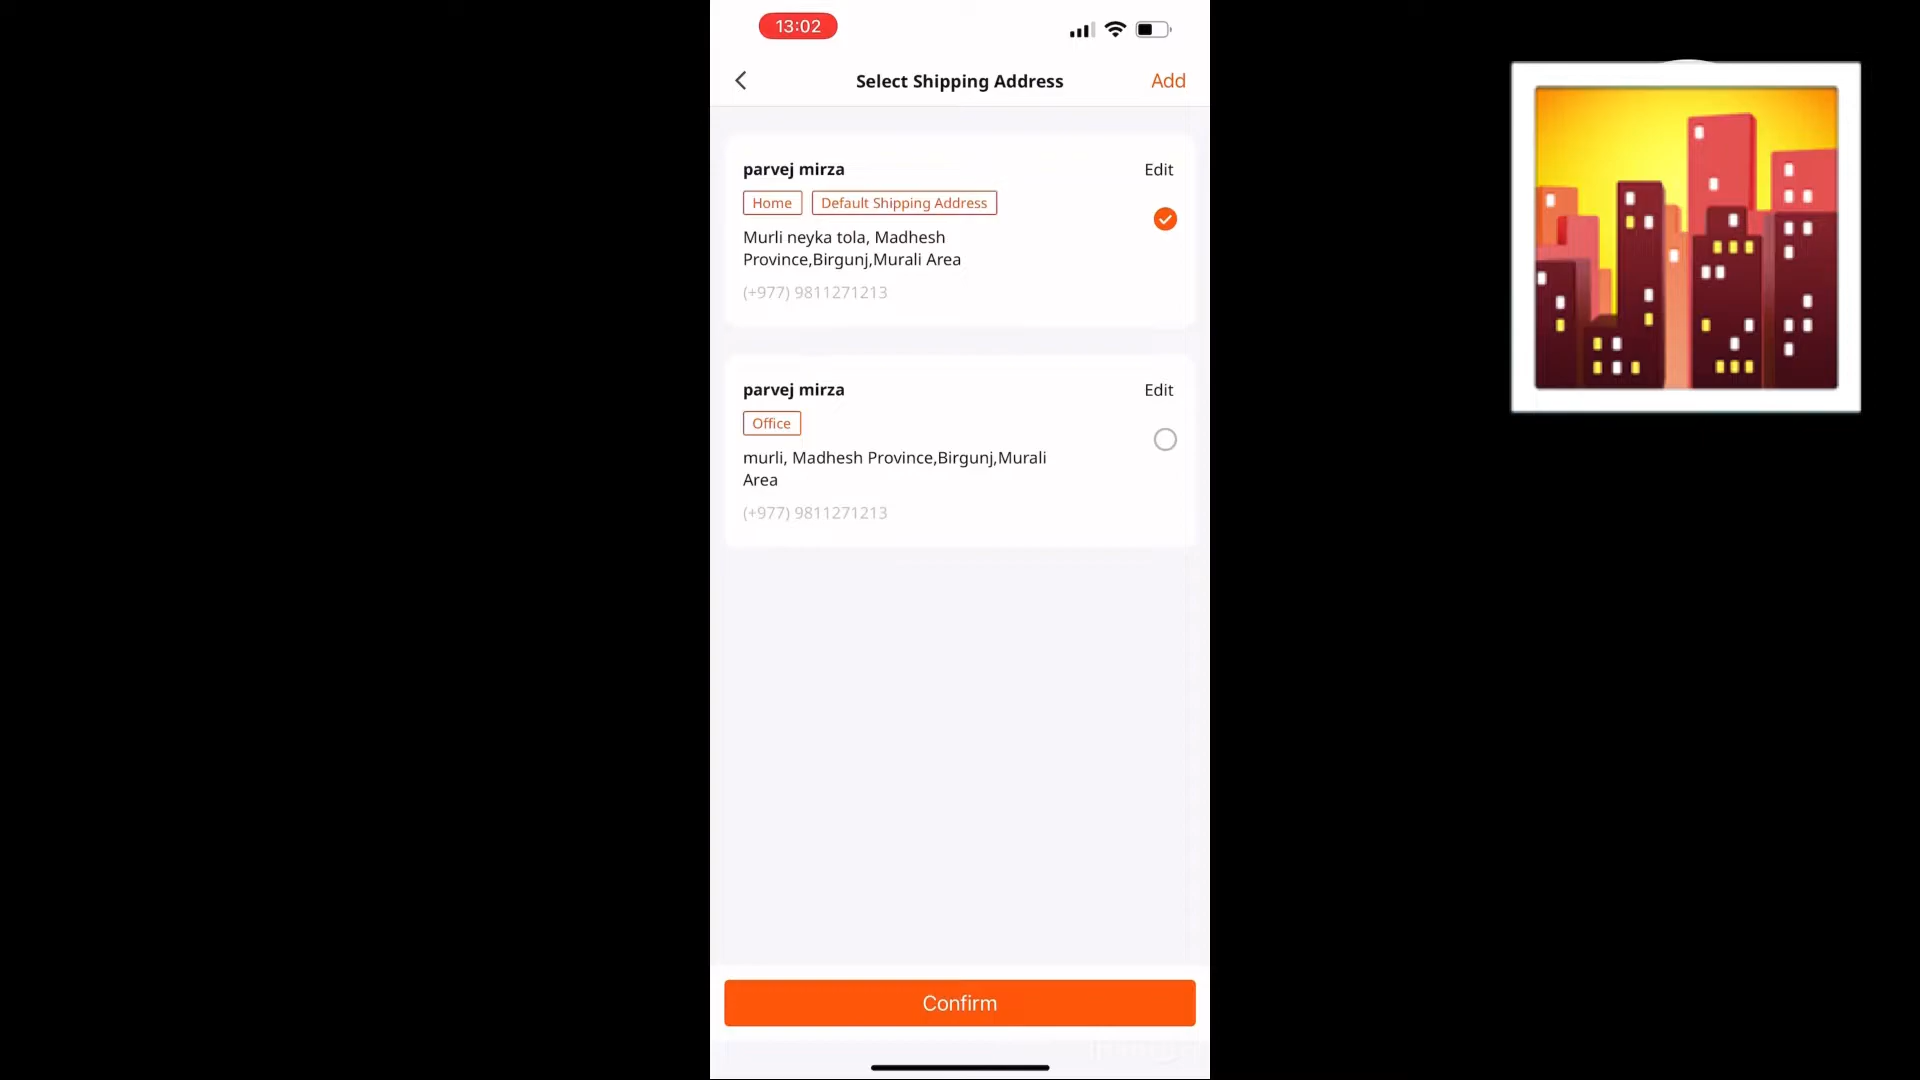 13:02
Select Shipping Address
Add
parvej mirza
Edit
Home
Default Shipping Address
Murli neyka tola, Madhesh
Province,Birgunj,Murali Area
(+977) 9811271213
parvej mirza
Edit
Office
murli, Madhesh Province,Birgunj,Murali
Area
(+977) 9811271213
Confirm